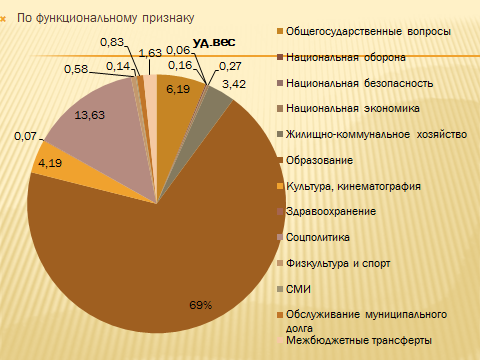 По функциональному признаку
уд.вес
0,83
1,63
0,06
0,58
0,14
0,16
0,27
6,19
3,42
13,63
0,07
4,19
69%
Общегосударственные вопросы
Национальная оборона
Национальная безопасность
Национальная экономика
Жилищно-коммунальное хозяйство
Образование
Культура, кинематография
Здравоохранение
Соцполитика
Физкультура и спорт
СМИ
Обслуживание муниципального
долга
Межбюджетные трансферты